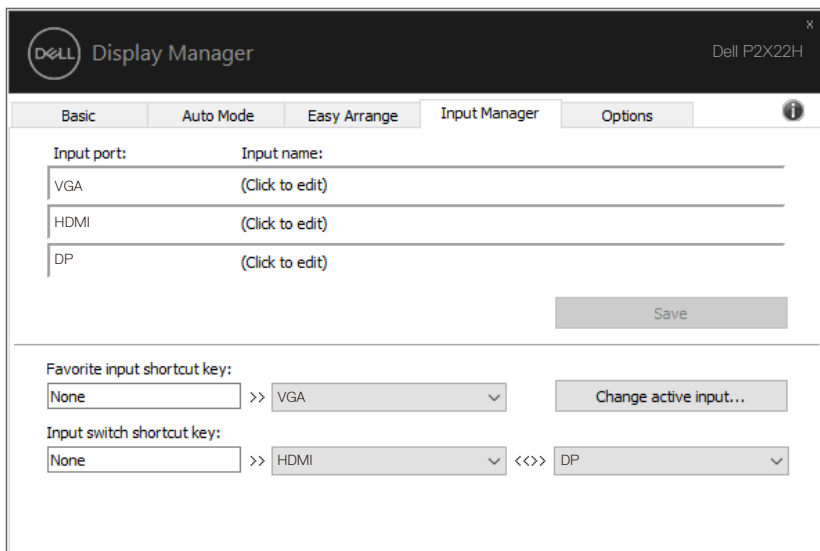 x
DELL Display Manager Dell P2X22H
Basic Auto Mode Easy Arrange Input Manager Options i
Input port: Input name:
VGA (Click to edit)
HDMI (Click to edit)
DP (Click to edit)
Save
Favorite input shortcut key:
None >> VGA Change active input...
Input switch shortcut key:
None >> HDMI <<>> DP